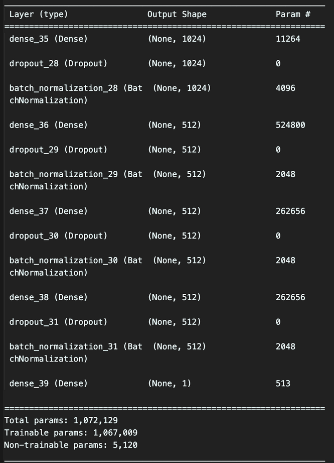 Layer (type) Output Shape Param #
=================================================================
dense_35 (Dense) (None, 1024) 11264
dropout_28 (Dropout) (None, 1024) 0
batch_normalization_28 (Bat (None, 1024) 4096
chNormalization)
dense_36 (Dense) (None, 512) 524800
dropout_29 (Dropout) (None, 512) 0
batch_normalization_29 (Bat (None, 512) 2048
chNormalization)
dense_37 (Dense) (None, 512) 262656
dropout_30 (Dropout) (None, 512) 0
batch_normalization_30 (Bat (None, 512) 2048
chNormalization)
dense_38 (Dense) (None, 512) 262656
dropout_31 (Dropout) (None, 512) 0
batch_normalization_31 (Bat (None, 512) 2048
chNormalization)
dense_39 (Dense) (None, 1) 513
=================================================================
Total params: 1,072,129
Trainable params: 1,067,009
Non-trainable params: 5,120